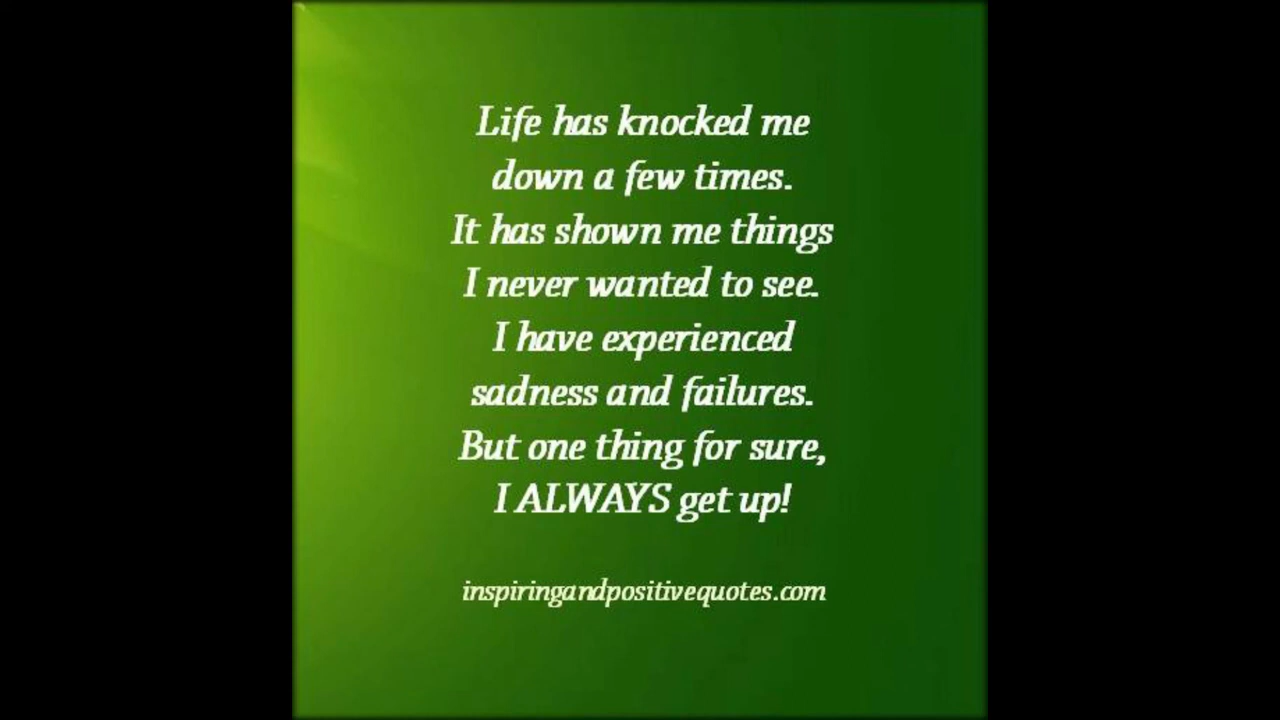 Life has knocked me
down a few times.
It has shown me things
I never wanted to see.
I have experienced
sadness and failures.
But one thing for sure,
I ALWAYS get up!
inspiringandpositivequotes.com